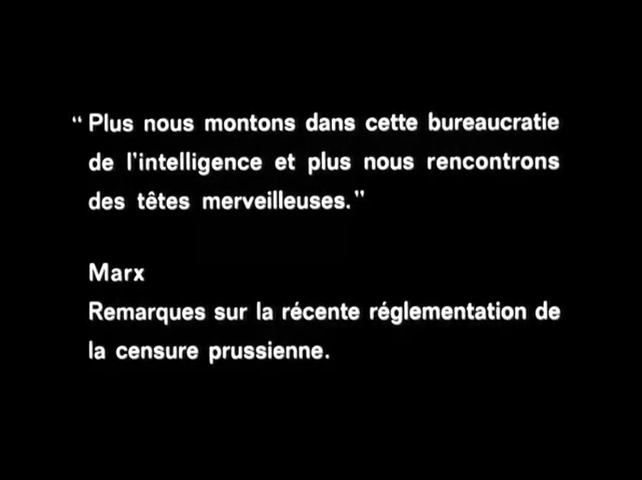 “ Plus nous montons dans cette bureaucratie
de l'intelligence et plus nous rencontrons
des têtes merveilleuses.”
Marx
Remarques sur la récente réglementation de
la censure prussienne.